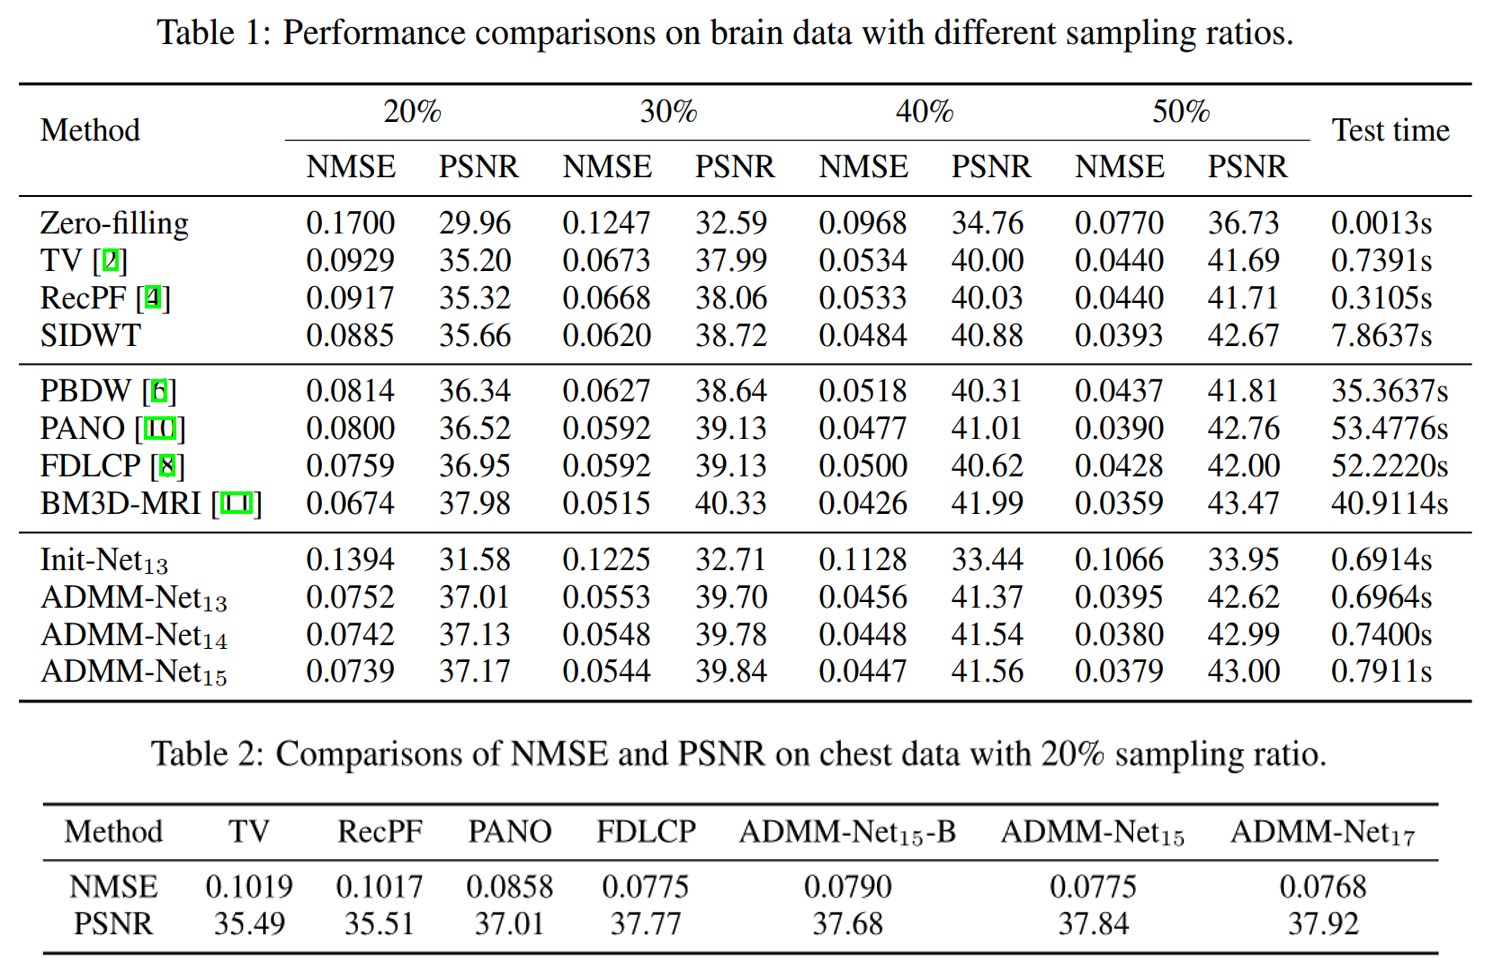 Table 1: Performance comparisons on brain data with different sampling ratios.
Method 20% 30% 40% 50% Test time
NMSE PSNR NMSE PSNR NMSE PSNR NMSE PSNR
Zero-filling 0.1700 29.96 0.1247 32.59 0.0968 34.76 0.0770 36.73 0.0013s
TV [2] 0.0929 35.20 0.0673 37.99 0.0534 40.00 0.0440 41.69 0.7391s
RecPF [4] 0.0917 35.32 0.0668 38.06 0.0533 40.03 0.0440 41.71 0.3105s
SIDWT 0.0885 35.66 0.0620 38.72 0.0484 40.88 0.0393 42.67 7.8637s
PBDW [6] 0.0814 36.34 0.0627 38.64 0.0518 40.31 0.0437 41.81 35.3637s
PANO [10] 0.0800 36.52 0.0592 39.13 0.0477 41.01 0.0390 42.76 53.4776s
FDLCP [8] 0.0759 36.95 0.0592 39.13 0.0500 40.62 0.0428 42.00 52.2220s
BM3D-MRI [11] 0.0674 37.98 0.0515 40.33 0.0426 41.99 0.0359 43.47 40.9114s
Init-Net₁₃ 0.1394 31.58 0.1225 32.71 0.1128 33.44 0.1066 33.95 0.6914s
ADMM-Net₁₃ 0.0752 37.01 0.0553 39.70 0.0456 41.37 0.0395 42.62 0.6964s
ADMM-Net₁₄ 0.0742 37.13 0.0548 39.78 0.0448 41.54 0.0380 42.99 0.7400s
ADMM-Net₁₅ 0.0739 37.17 0.0544 39.84 0.0447 41.56 0.0379 43.00 0.7911s
Table 2: Comparisons of NMSE and PSNR on chest data with 20% sampling ratio.
Method TV RecPF PANO FDLCP ADMM-Net₁₅-B ADMM-Net₁₅ ADMM-Net₁₇
NMSE 0.1019 0.1017 0.0858 0.0775 0.0790 0.0775 0.0768
PSNR 35.49 35.51 37.01 37.77 37.68 37.84 37.92